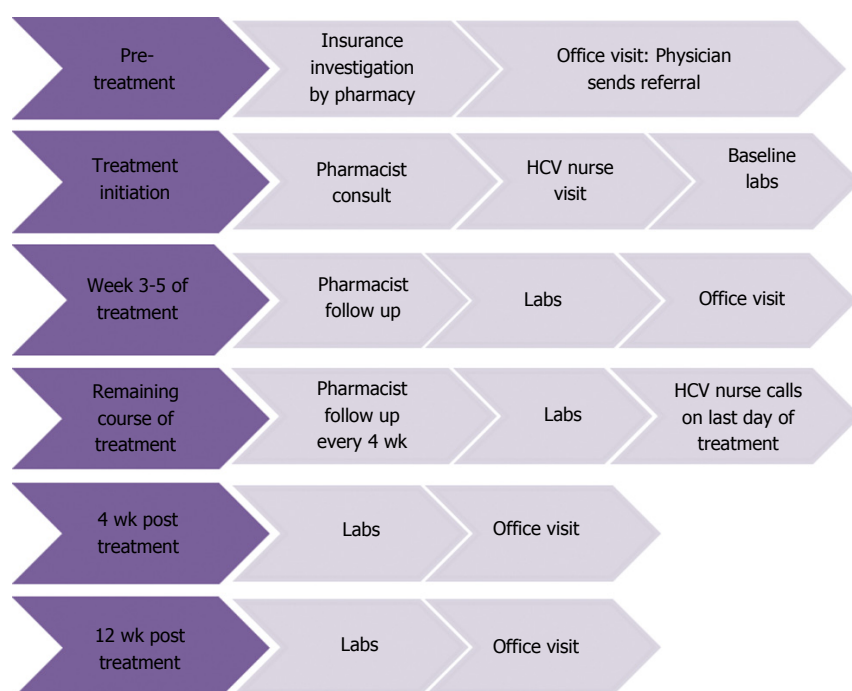 Pre-
treatment
Insurance
investigation
by pharmacy
Office visit: Physician
sends referral
Treatment
initiation
Pharmacist
consult
HCV nurse
visit
Baseline
labs
Week 3-5 of
treatment
Pharmacist
follow up
Labs
Office visit
Remaining
course of
treatment
Pharmacist
follow up
every 4 wk
Labs
HCV nurse calls
on last day of
treatment
4 wk post
treatment
Labs
Office visit
12 wk post
treatment
Labs
Office visit